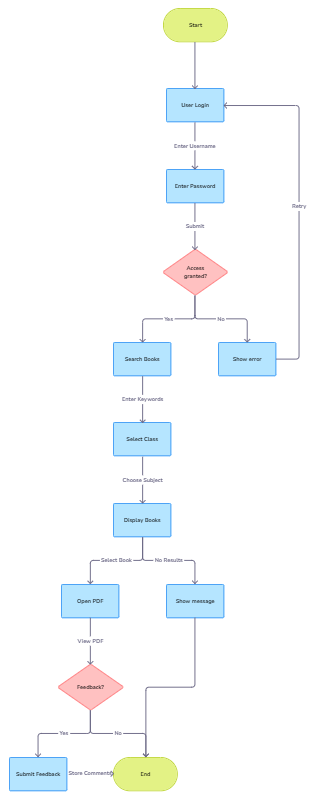 Start
User Login
Enter Username
Enter Password
Retry
Submit
Access
granted?
Yes
No
Search Books
Show error
Enter Keywords
Select Class
Choose Subject
Display Books
Select Book
No Results
Open PDF
Show message
View PDF
Feedback?
Yes
No
Submit Feedback
Store Comment
End